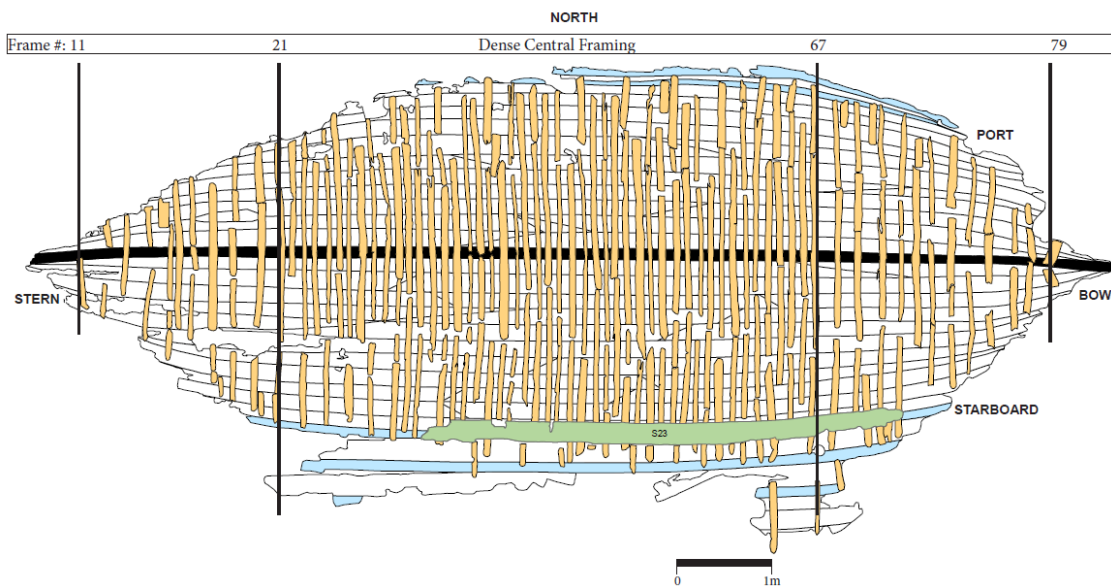 NORTH
Frame #: 11 21 Dense Central Framing 67 79
PORT
STERN
BOW
STARBOARD
S23
0 1m